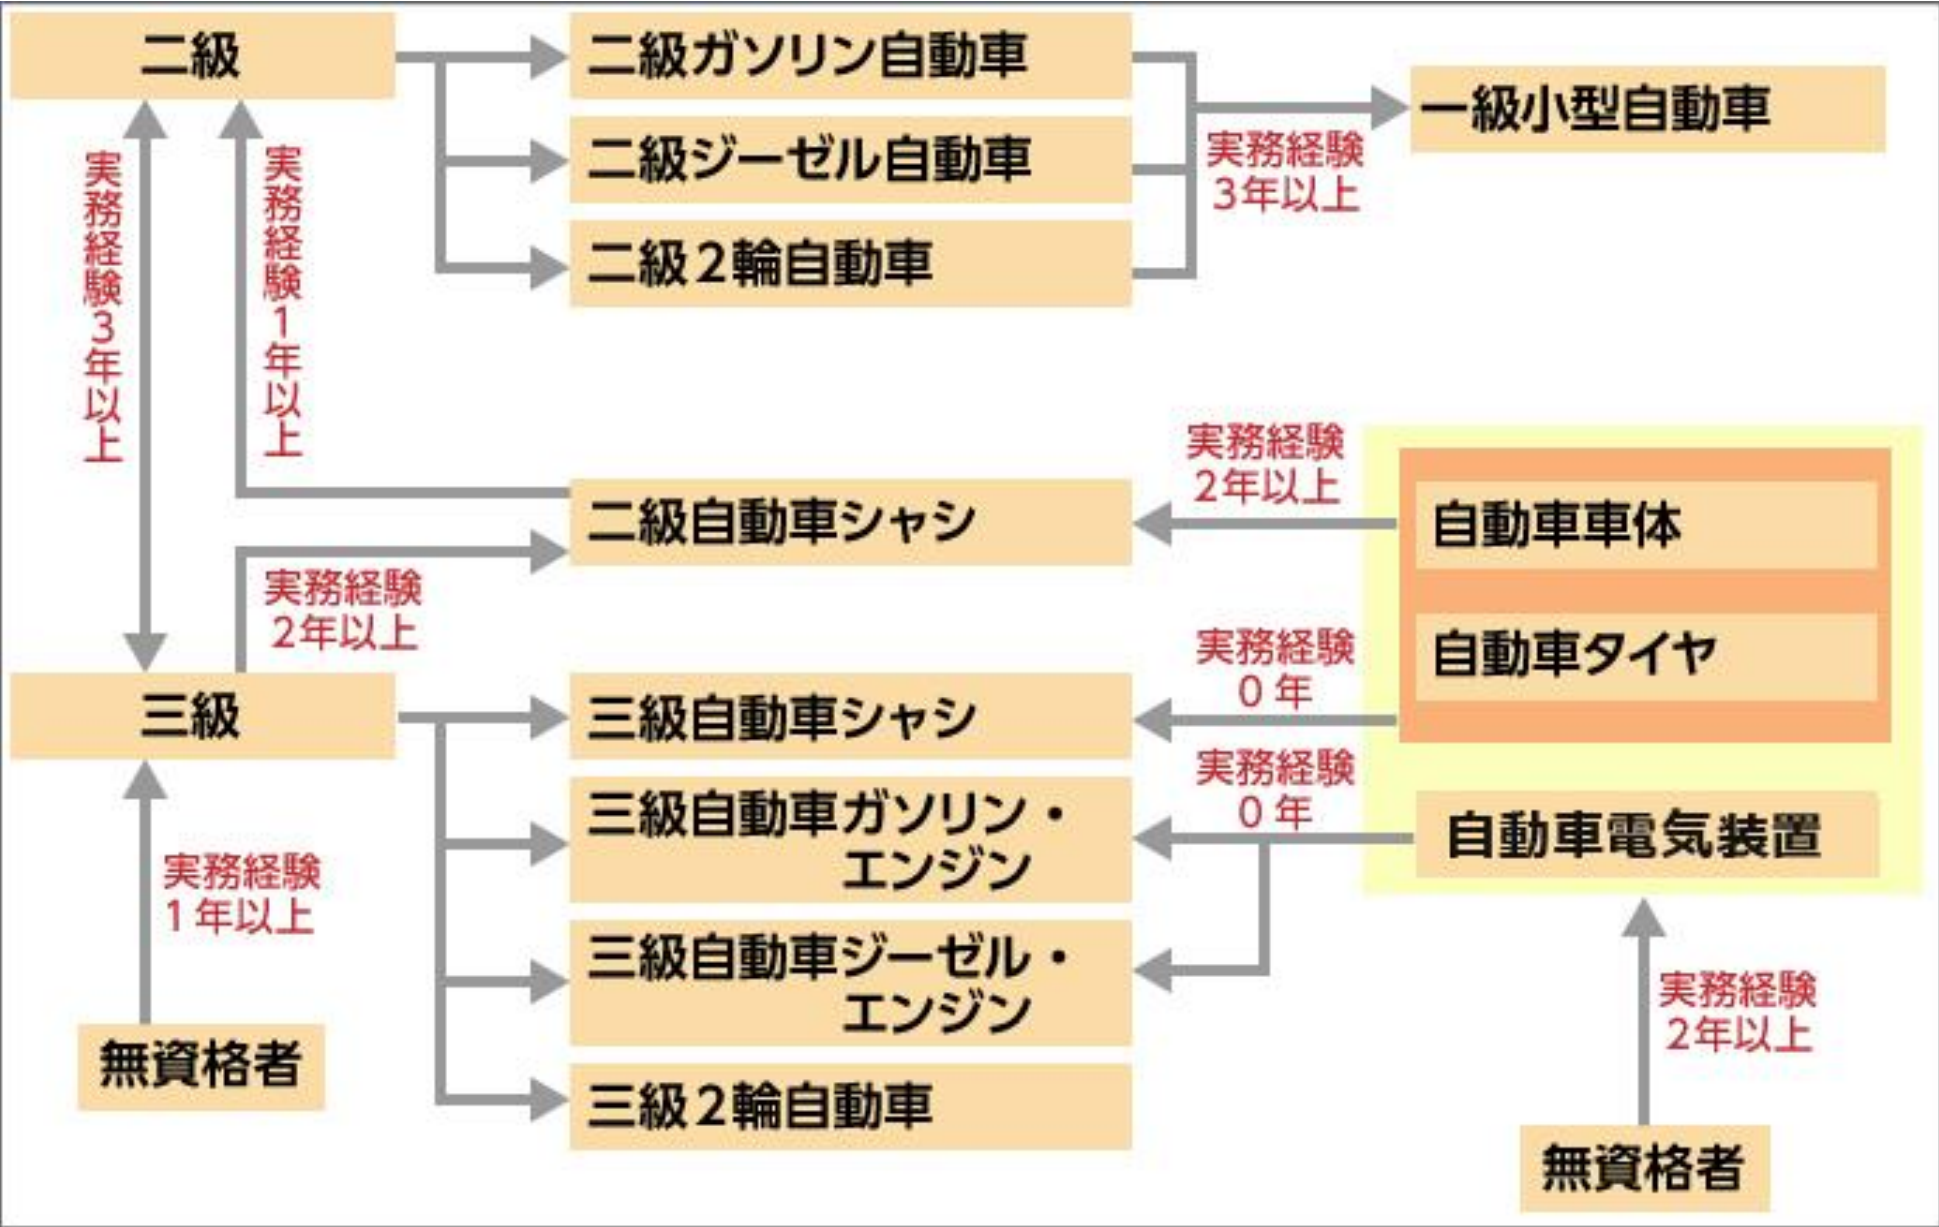 二級
二級ガソリン自動車
二級ジーゼル自動車
二級2輪自動車
一級小型自動車
実務経験
3年以上
実務経験3年以上
実務経験1年以上
二級自動車シャシ
実務経験
2年以上
実務経験
2年以上
自動車車体
自動車タイヤ
自動車電気装置
三級
三級自動車シャシ
実務経験
0年
三級自動車ガソリン・
エンジン
実務経験
0年
三級自動車ジーゼル・
エンジン
三級2輪自動車
実務経験
1年以上
無資格者
実務経験
2年以上
無資格者